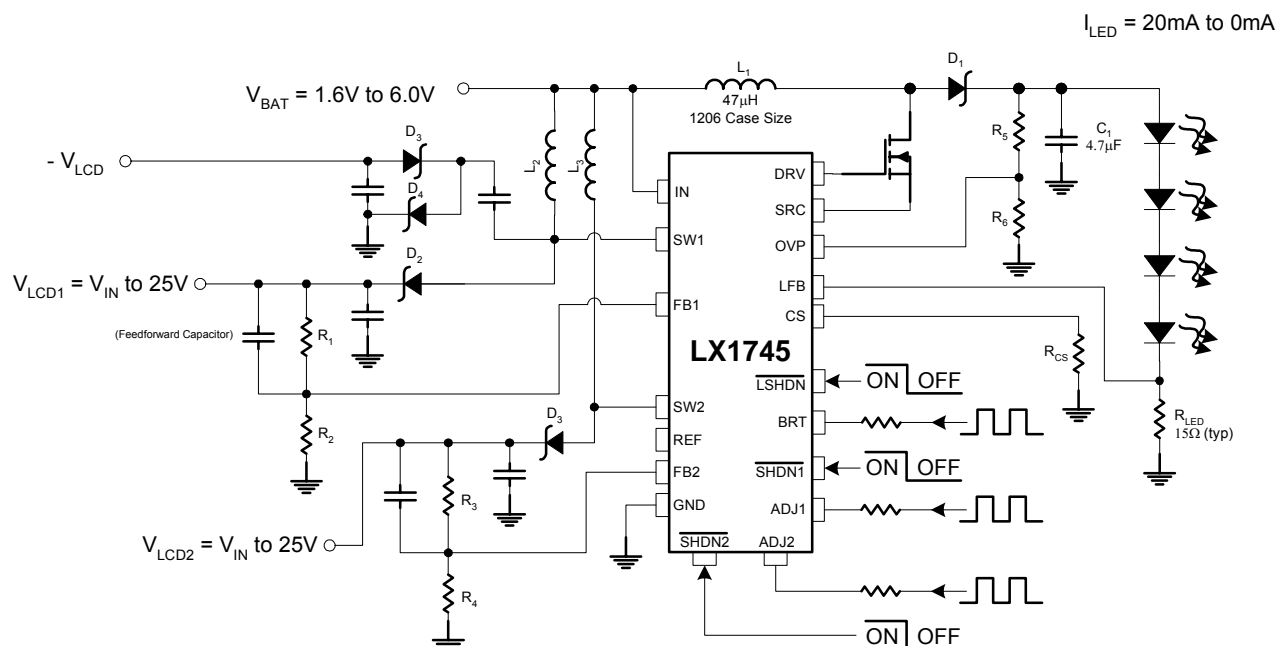 I_LED = 20mA to 0mA
V_BAT = 1.6V to 6.0V
L_1
47μH
1206 Case Size
D_1
R_5
C_1
4.7μF
D_3
- V_LCD
L_2
L_3
D_4
DRV
IN
SRC
R_6
SW1
OVP
D_2
V_LCD1 = V_IN to 25V
LFB
FB1
CS
(Feedforward Capacitor)
R_1
LX1745
R_CS
LSHDN
ON OFF
SW2
BRT
R_LED
15Ω (typ)
D_3
R_2
REF
FB2
SHDN1
ON OFF
R_3
GND
ADJ1
V_LCD2 = V_IN to 25V
SHDN2
ADJ2
R_4
ON OFF